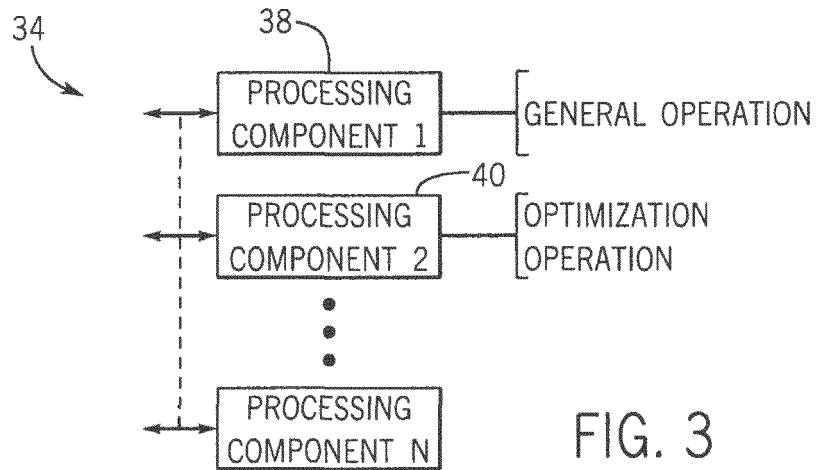 34
38
PROCESSING
COMPONENT 1
GENERAL OPERATION
40
PROCESSING
COMPONENT 2
OPTIMIZATION
OPERATION
PROCESSING
COMPONENT N
FIG. 3